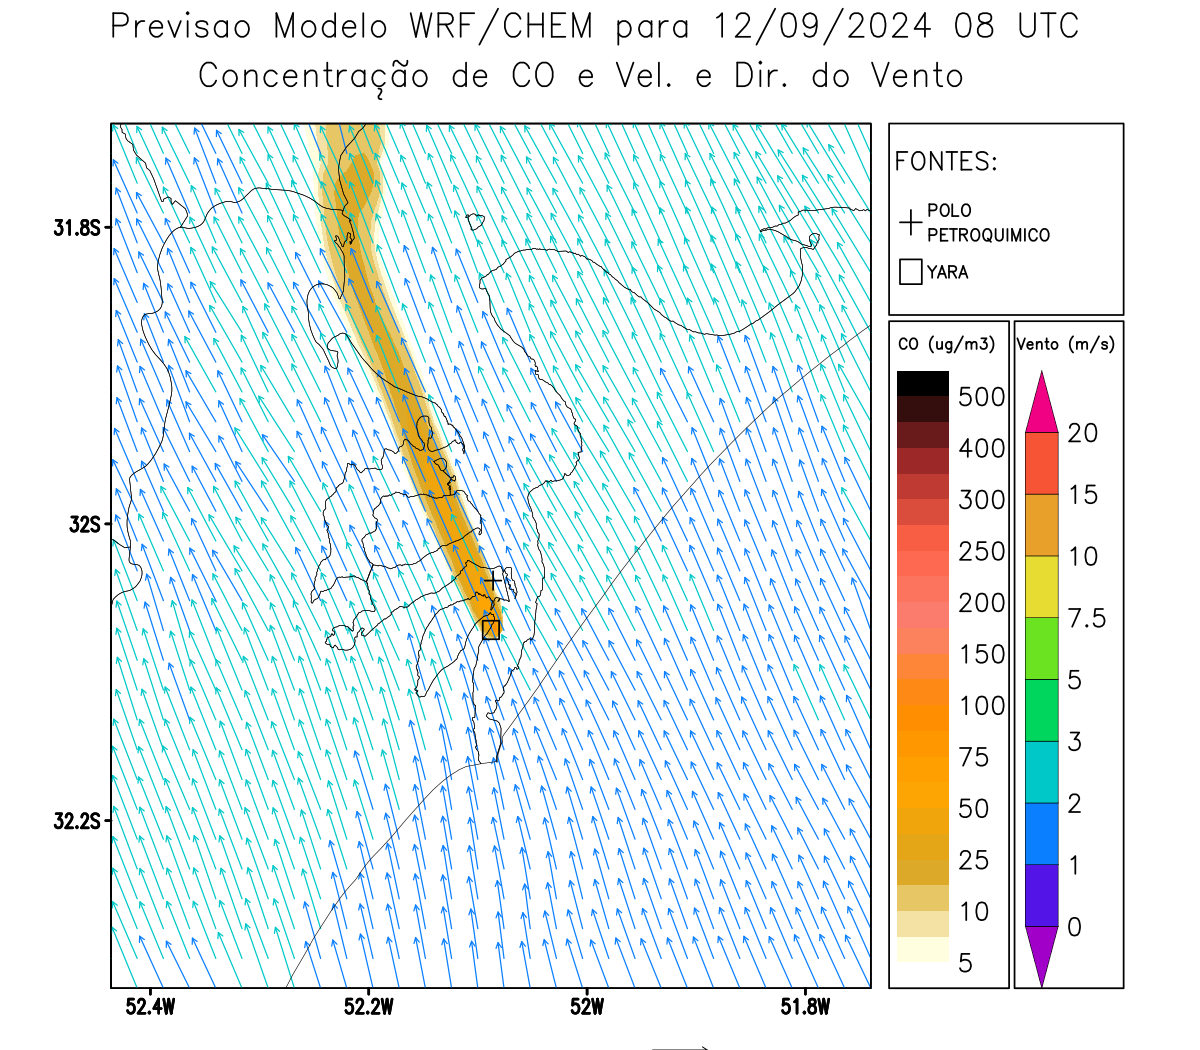 Previsao Modelo WRF/CHEM para 12/09/2024 08 UTC
Concentração de CO e Vel. e Dir. do Vento
FONTES:
POLO
PETROQUIMICO
YARA
CO (ug/m3)
500
400
300
250
200
150
100
75
50
25
10
5
Vento (m/s)
20
15
10
7.5
5
3
2
1
0
31.8S
32S
32.2S
52.4W
52.2W
52W
51.8W